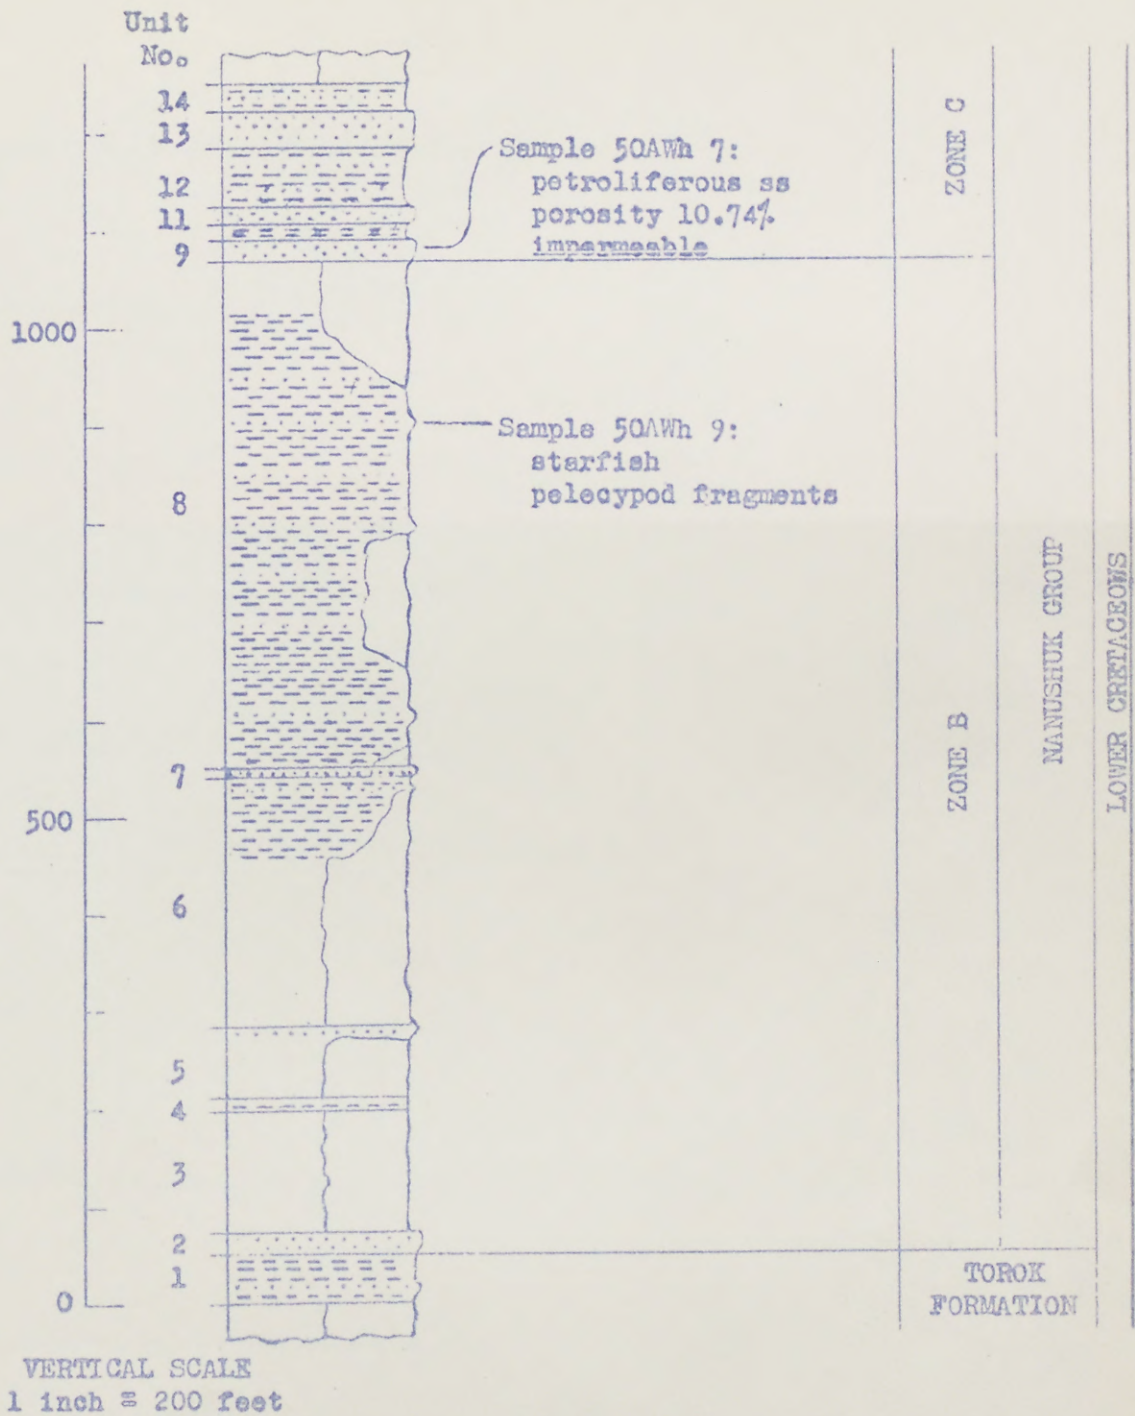 Unit
No.
14
13
12
11
9
Sample 50AWh 7:
petroliferous ss
porosity 10.74%
impermeable
1000
Sample 50AWh 9:
starfish
pelecypod fragments
8
7
500
6
5
4
3
2
1
0
ZONE C
ZONE B
NANUSHUK GROUP
LOWER CRETACEOUS
TOROK
FORMATION
VERTICAL SCALE
1 inch = 200 feet